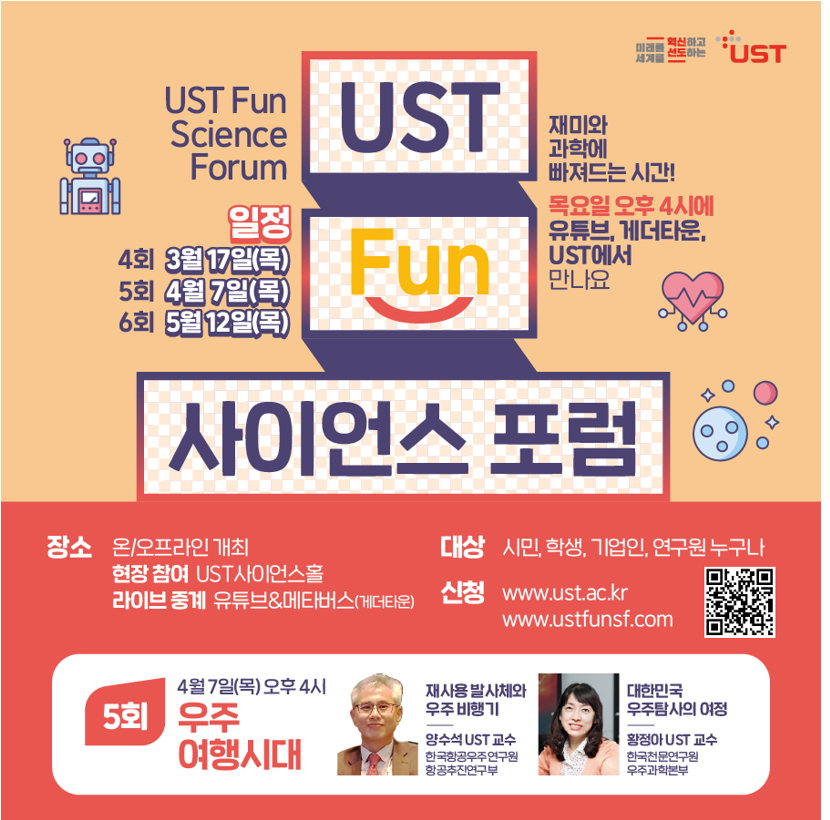 미래를 혁신하고
세계를 선도하는
UST
UST Fun
Science
Forum
UST
Fun
사이언스 포럼
재미와
과학에
빠져드는 시간!
목요일 오후 4시에
유튜브, 게더타운,
UST에서
만나요
일정
4회 3월 17일(목)
5회 4월 7일(목)
6회 5월 12일(목)
장소 온/오프라인 개최
현장 참여 UST사이언스홀
라이브 중계 유튜브&메타버스(게더타운)
대상 시민, 학생, 기업인, 연구원 누구나
신청 www.ust.ac.kr
www.ustfunsf.com
5회
4월 7일(목) 오후 4시
우주
여행시대
재사용 발사체와
우주 비행기
양수석 UST 교수
한국항공우주연구원
항공추진연구부
대한민국
우주탐사의 여정
황정아 UST 교수
한국천문연구원
우주과학본부